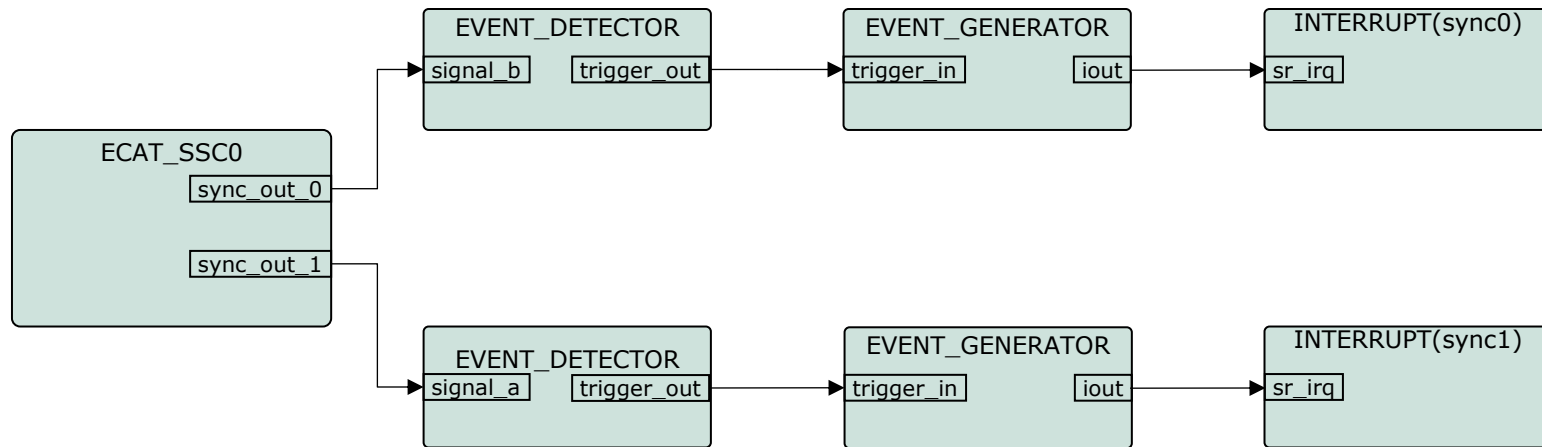 EVENT_DETECTOR
signal_b
trigger_out
EVENT_GENERATOR
trigger_in
iout
INTERRUPT(sync0)
sr_irq
ECAT_SSC0
sync_out_0
sync_out_1
EVENT_DETECTOR
signal_a
trigger_out
EVENT_GENERATOR
trigger_in
iout
INTERRUPT(sync1)
sr_irq